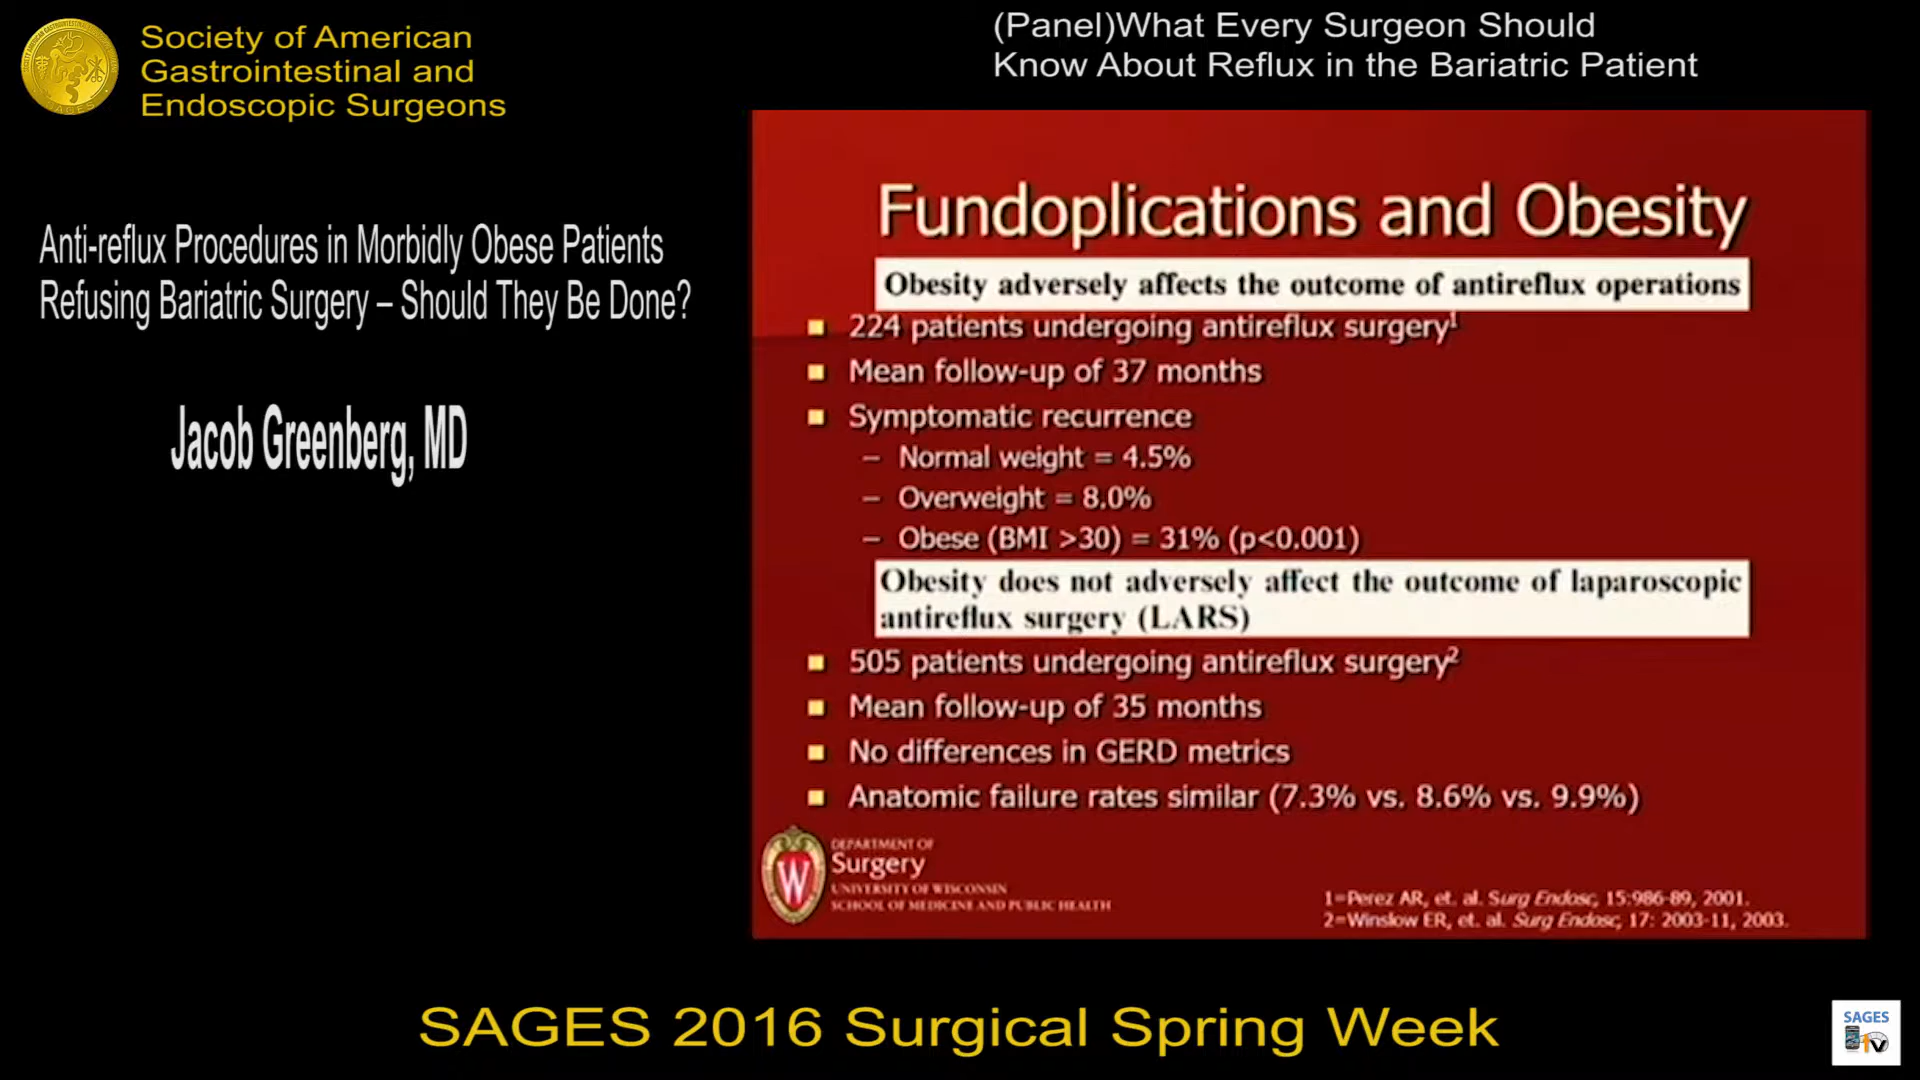 Society of American
Gastrointestinal and
Endoscopic Surgeons
(Panel)What Every Surgeon Should
Know About Reflux in the Bariatric Patient
Anti-reflux Procedures in Morbidly Obese Patients
Refusing Bariatric Surgery – Should They Be Done?
Jacob Greenberg, MD
Fundoplications and Obesity
Obesity adversely affects the outcome of antireflux operations
224 patients undergoing antireflux surgery1
Mean follow-up of 37 months
Symptomatic recurrence
– Normal weight = 4.5%
– Overweight = 8.0%
– Obese (BMI >30) = 31% (p<0.001)
Obesity does not adversely affect the outcome of laparoscopic
antireflux surgery (LARS)
505 patients undergoing antireflux surgery2
Mean follow-up of 35 months
No differences in GERD metrics
Anatomic failure rates similar (7.3% vs. 8.6% vs. 9.9%)
W
DEPARTMENT OF
Surgery
UNIVERSITY OF WISCONSIN
SCHOOL OF MEDICINE AND PUBLIC HEALTH
1=Perez AR, et. al. Surg Endosc, 15:986-89, 2001.
2=Winslow ER, et. al. Surg Endosc, 17: 2003-11, 2003.
SAGES 2016 Surgical Spring Week
SAGES
TV